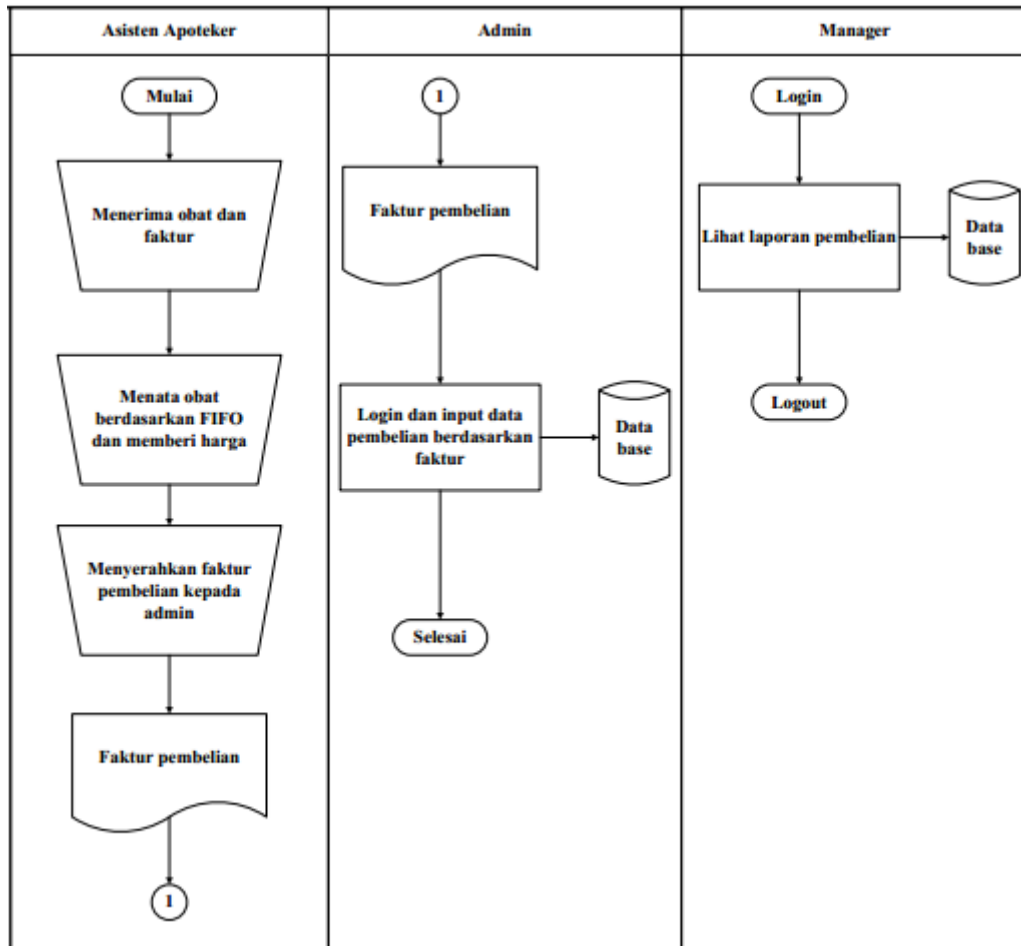 Asisten Apoteker
Admin
Manager
Mulai
Menerima obat dan
faktur
Menata obat
berdasarkan FIFO
dan memberi harga
Menyerahkan faktur
pembelian kepada
admin
Faktur pembelian
1
1
Faktur pembelian
Login dan input data
pembelian berdasarkan
faktur
Data
base
Selesai
Login
Lihat laporan pembelian
Data
base
Logout